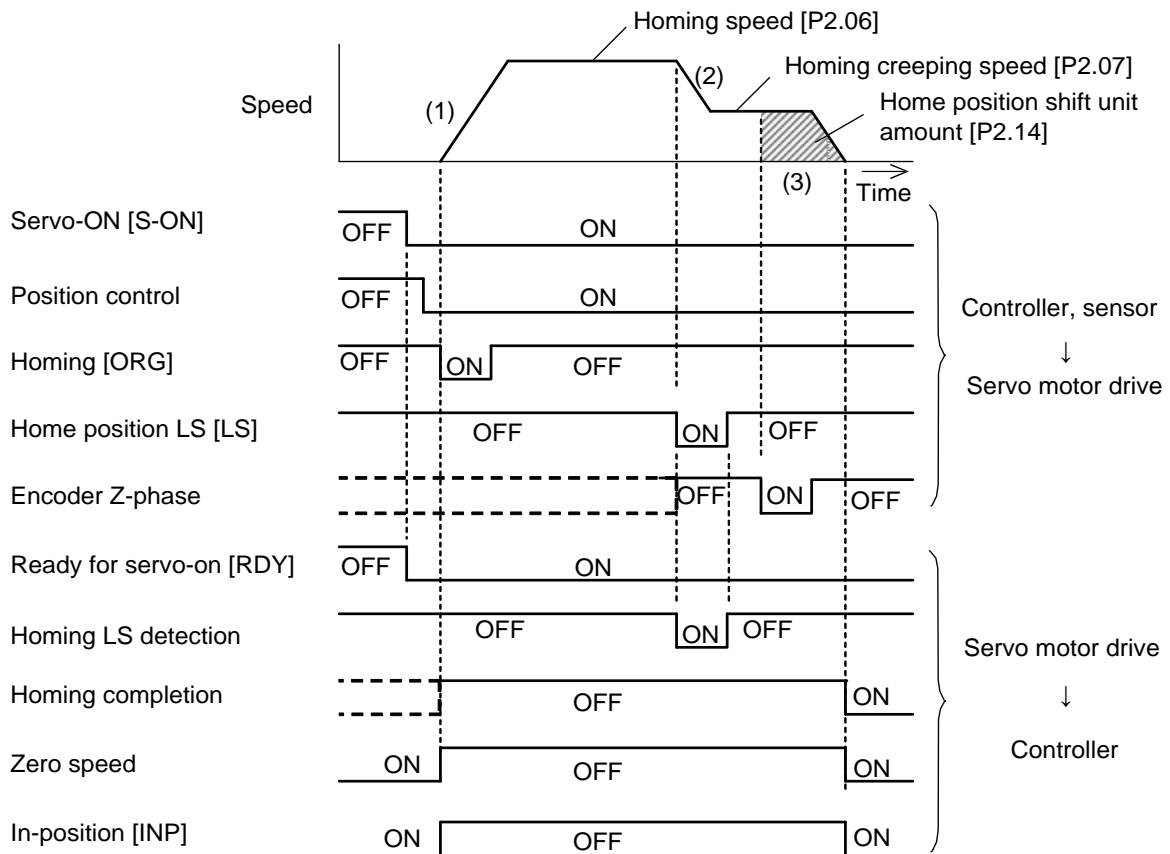 Homing speed [P2.06]
(2)
Homing creeping speed [P2.07]
Speed
(1)
Home position shift unit
amount [P2.14]
(3)
Time
Servo-ON [S-ON]
OFF
ON
Position control
OFF
ON
Controller, sensor
↓
Servo motor drive
Homing [ORG]
OFF
ON
OFF
Home position LS [LS]
OFF
ON
OFF
Encoder Z-phase
OFF
ON
OFF
Ready for servo-on [RDY]
OFF
ON
Homing LS detection
OFF
ON
OFF
Servo motor drive
↓
Controller
Homing completion
OFF
ON
Zero speed
ON
OFF
ON
In-position [INP]
ON
OFF
ON